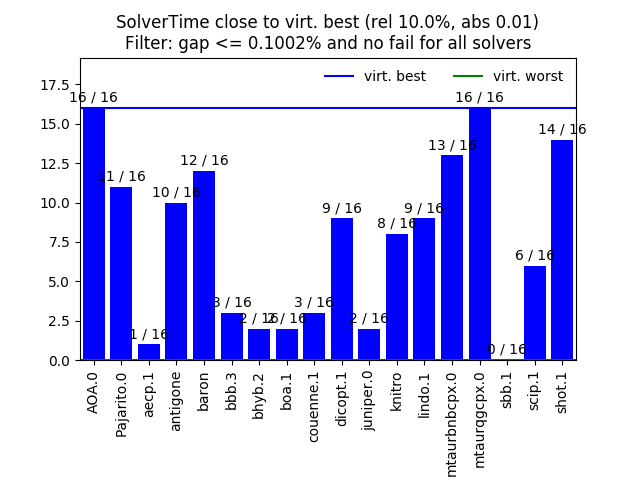 SolverTime close to virt. best (rel 10.0%, abs 0.01)
Filter: gap <= 0.1002% and no fail for all solvers
virt. best
virt. worst
17.5
15.0
12.5
10.0
7.5
5.0
2.5
0.0
16 / 16
11 / 16
1 / 16
10 / 16
12 / 16
3 / 16
2 / 16
2 / 16
3 / 16
9 / 16
2 / 16
8 / 16
9 / 16
13 / 16
16 / 16
0 / 16
6 / 16
14 / 16
AOA.0
Pajarito.0
aecp.1
antigone
baron
bbb.3
bhyb.2
boa.1
couenne.1
dicopt.1
juniper.0
knitro
lindo.1
mtaurbnbcpx.0
mtaurqgcpx.0
sbb.1
scip.1
shot.1